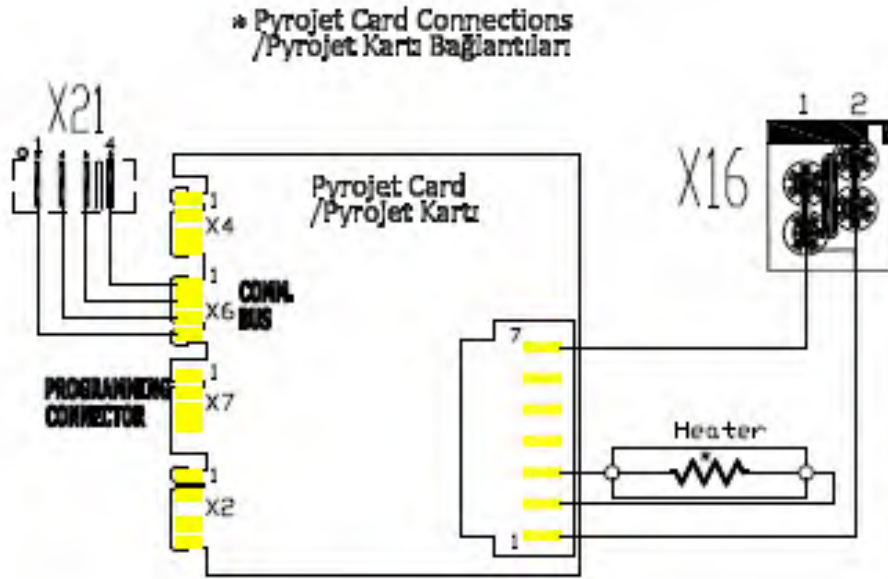 * Pyrojet Card Connections
/Pyrojet Kartı Bağlantıları
X21
1 4
1 2
X16
Pyrojet Card
/Pyrojet Kartı
1
X4
1
X6
COMM.
BUS
7
PROGRAMMING
CONNECTOR
1
X7
Heater
*
1
X2
1